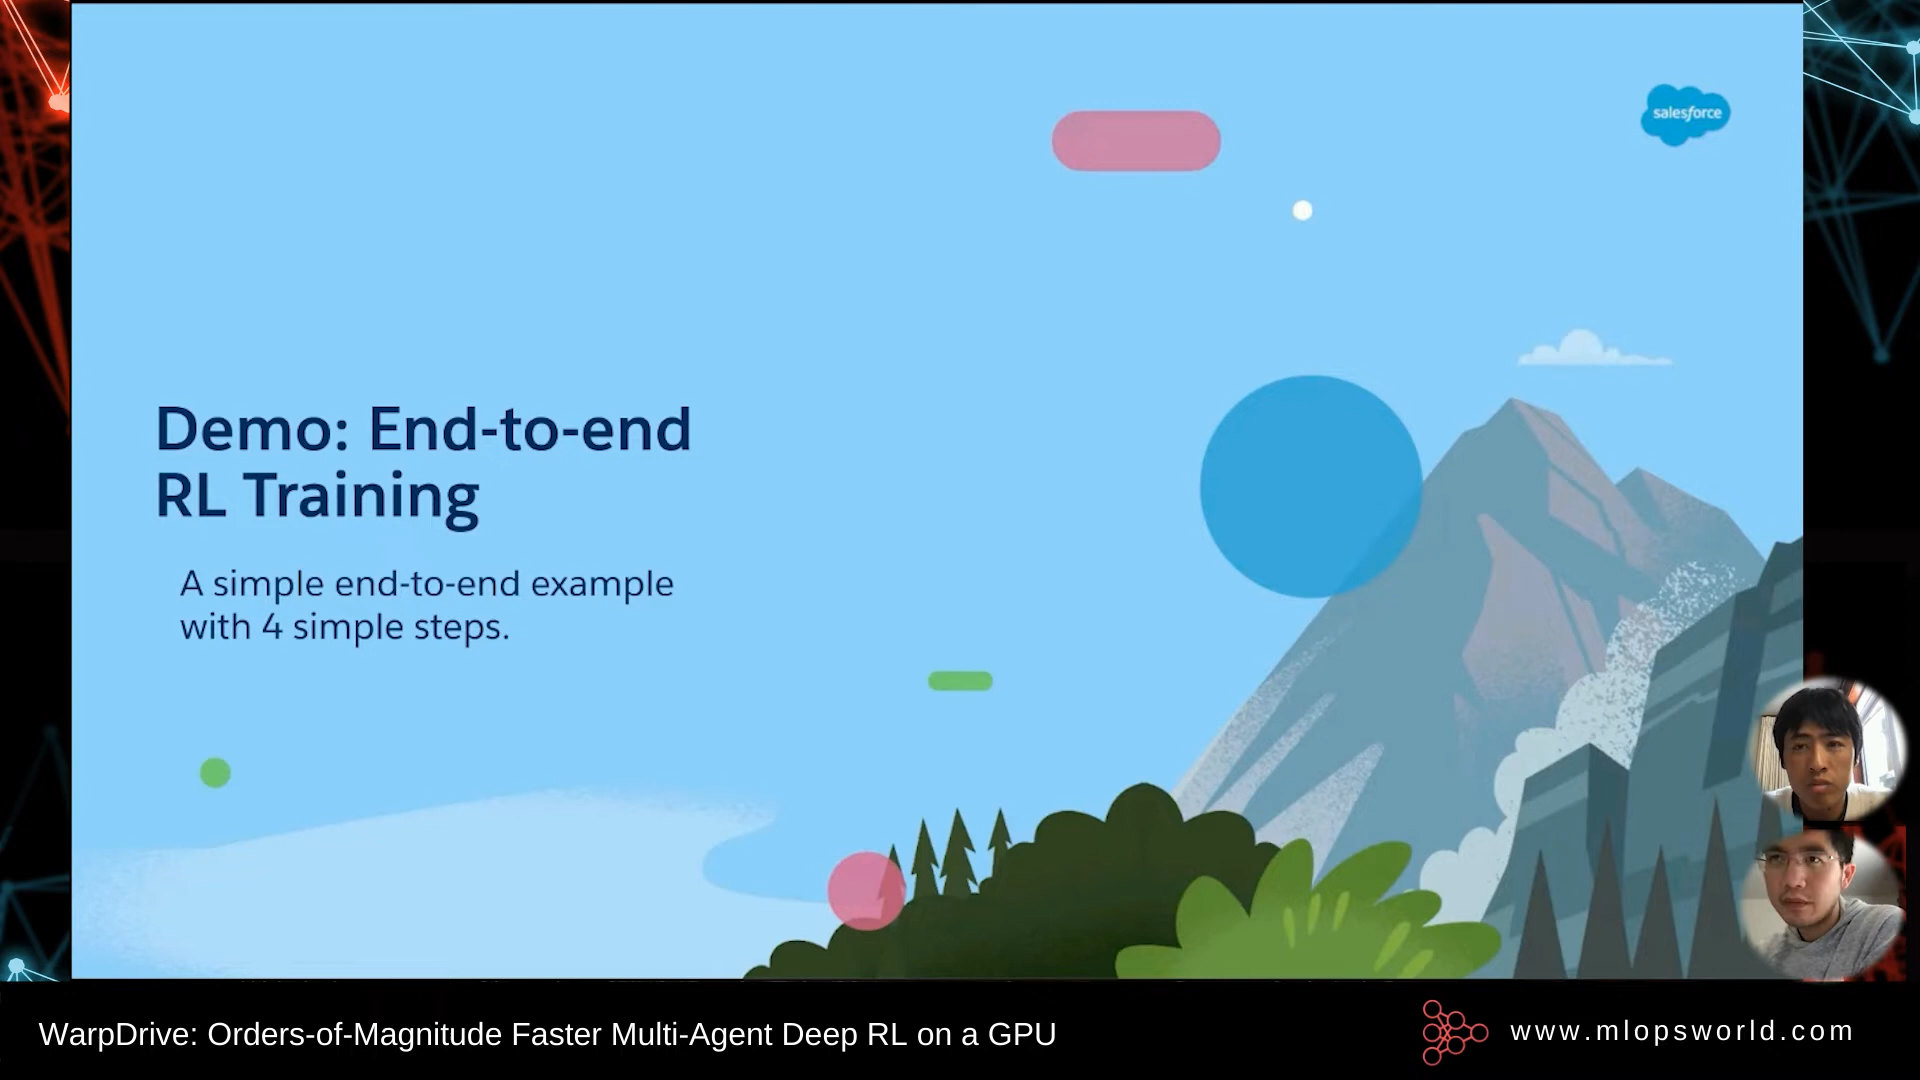 salesforce
Demo: End-to-end
RL Training
A simple end-to-end example
with 4 simple steps.
WarpDrive: Orders-of-Magnitude Faster Multi-Agent Deep RL on a GPU
www.mlopsworld.com